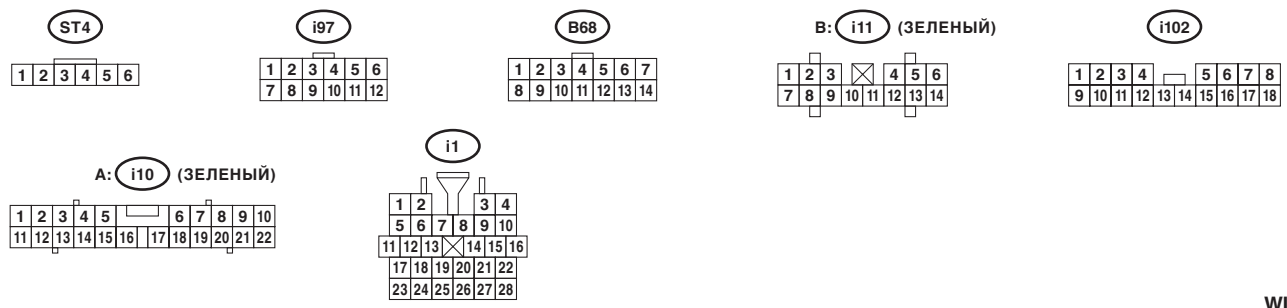 ST4
i97
B68
B: i11 (ЗЕЛЕНЫЙ)
i102
1 2 3 4 5 6
1 2 3 4 5 6
7 8 9 10 11 12
1 2 3 4 5 6 7
8 9 10 11 12 13 14
1 2 3 4 5 6
7 8 9 10 11 12 13 14
1 2 3 4 5 6 7 8
9 10 11 12 13 14 15 16 17 18
A: i10 (ЗЕЛЕНЫЙ)
1 2 3 4 5 6 7 8 9 10
11 12 13 14 15 16 17 18 19 20 21 22
i1
1 2 3 4
5 6 7 8 9 10
11 12 13 14 15 16
17 18 19 20 21 22
23 24 25 26 27 28